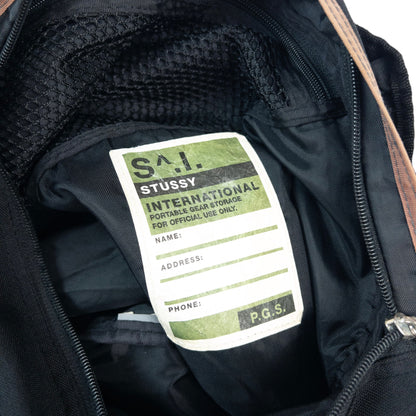 S^.I.
STUSSY
INTERNATIONAL
PORTABLE GEAR STORAGE
FOR OFFICIAL USE ONLY.
NAME:
ADDRESS:
PHONE:
P.G.S.